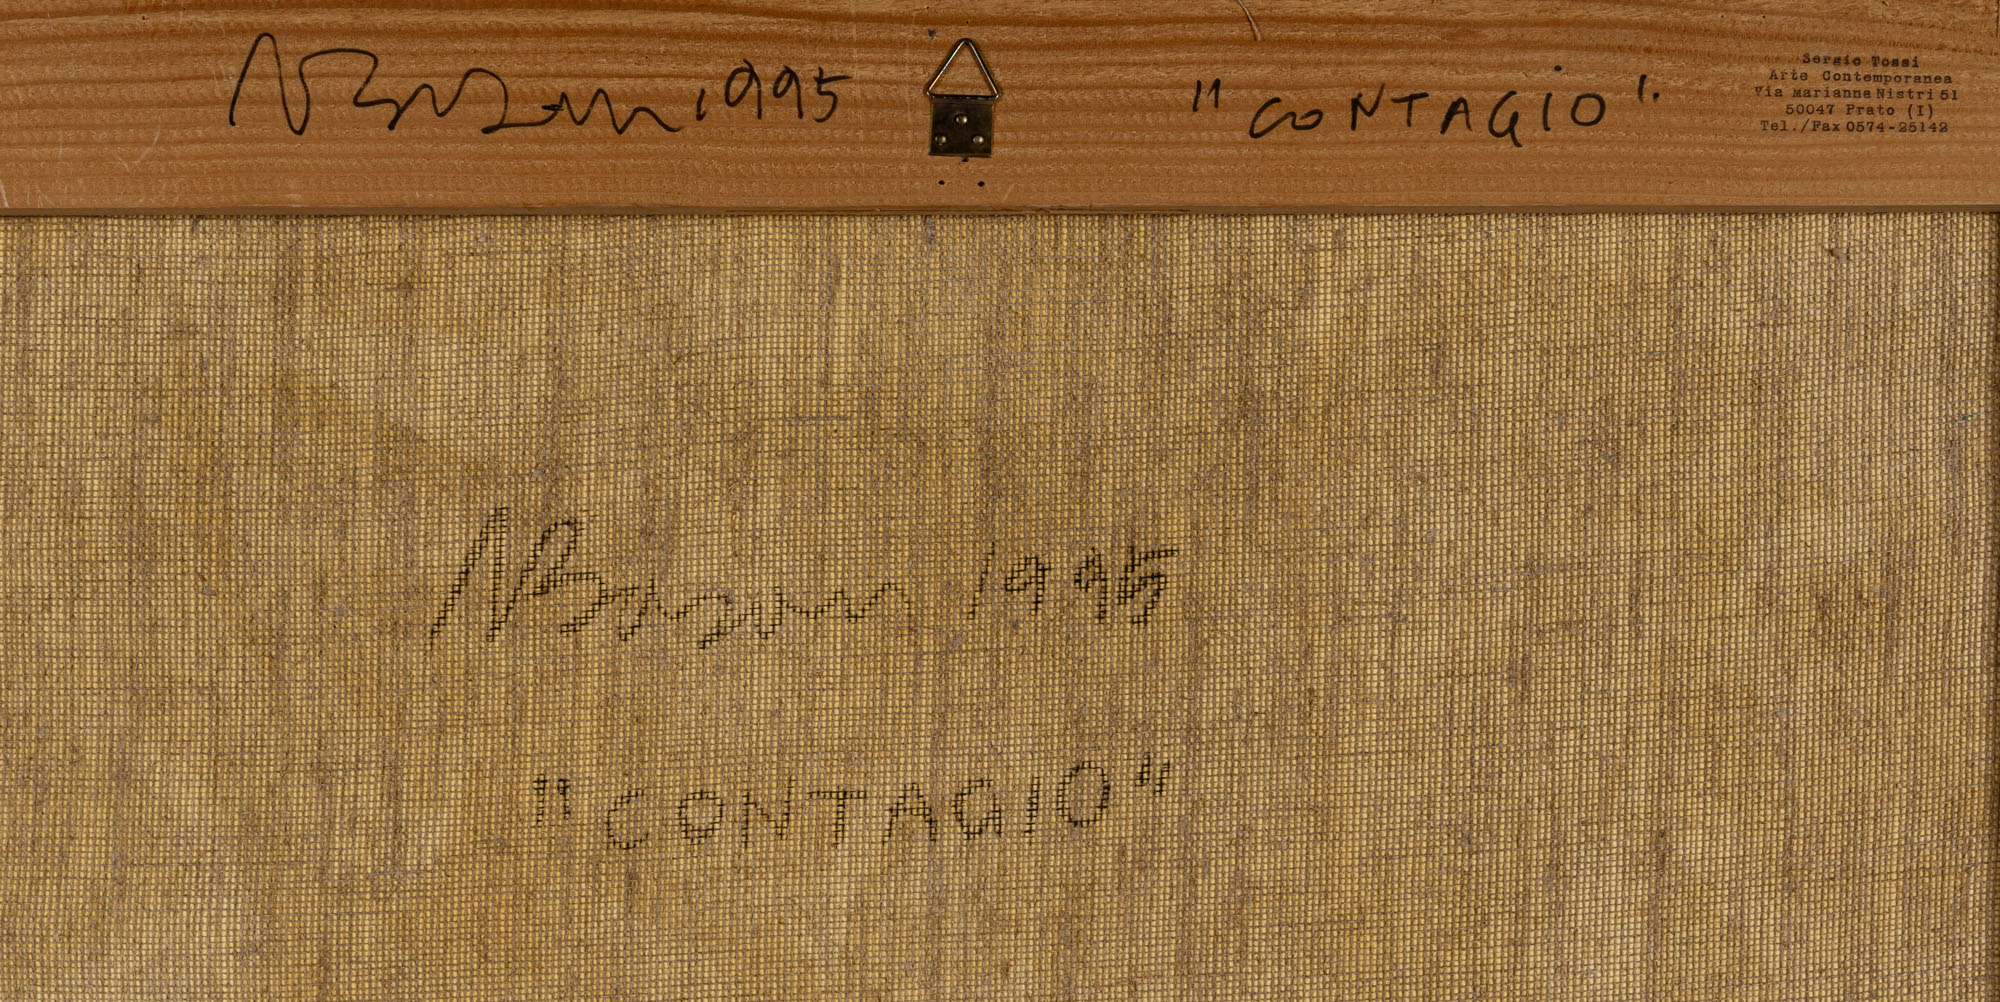 1995
"CONTAGIO".
Sergio Tossi
Arte Contemporanea
Via Marianna Nistri 51
50047 Prato (I)
Tel./Fax 0574-25142
1995
"CONTAGIO"